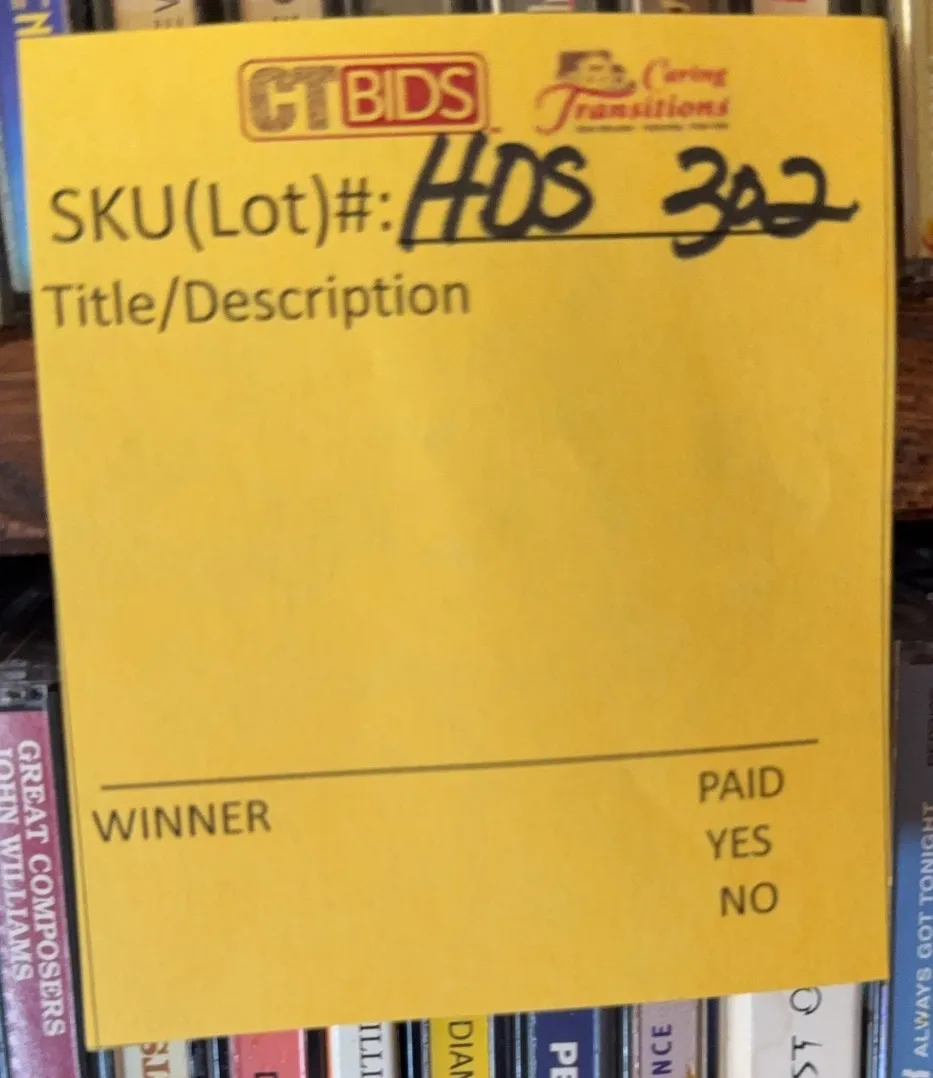 CTBIDS
Caring
Transitions
SKU(Lot)#: HOS 302
Title/Description
WINNER
PAID
YES
NO
GREAT COMPOSERS
JOHN WILLIAMS
ALWAYS GOT TONIGHT